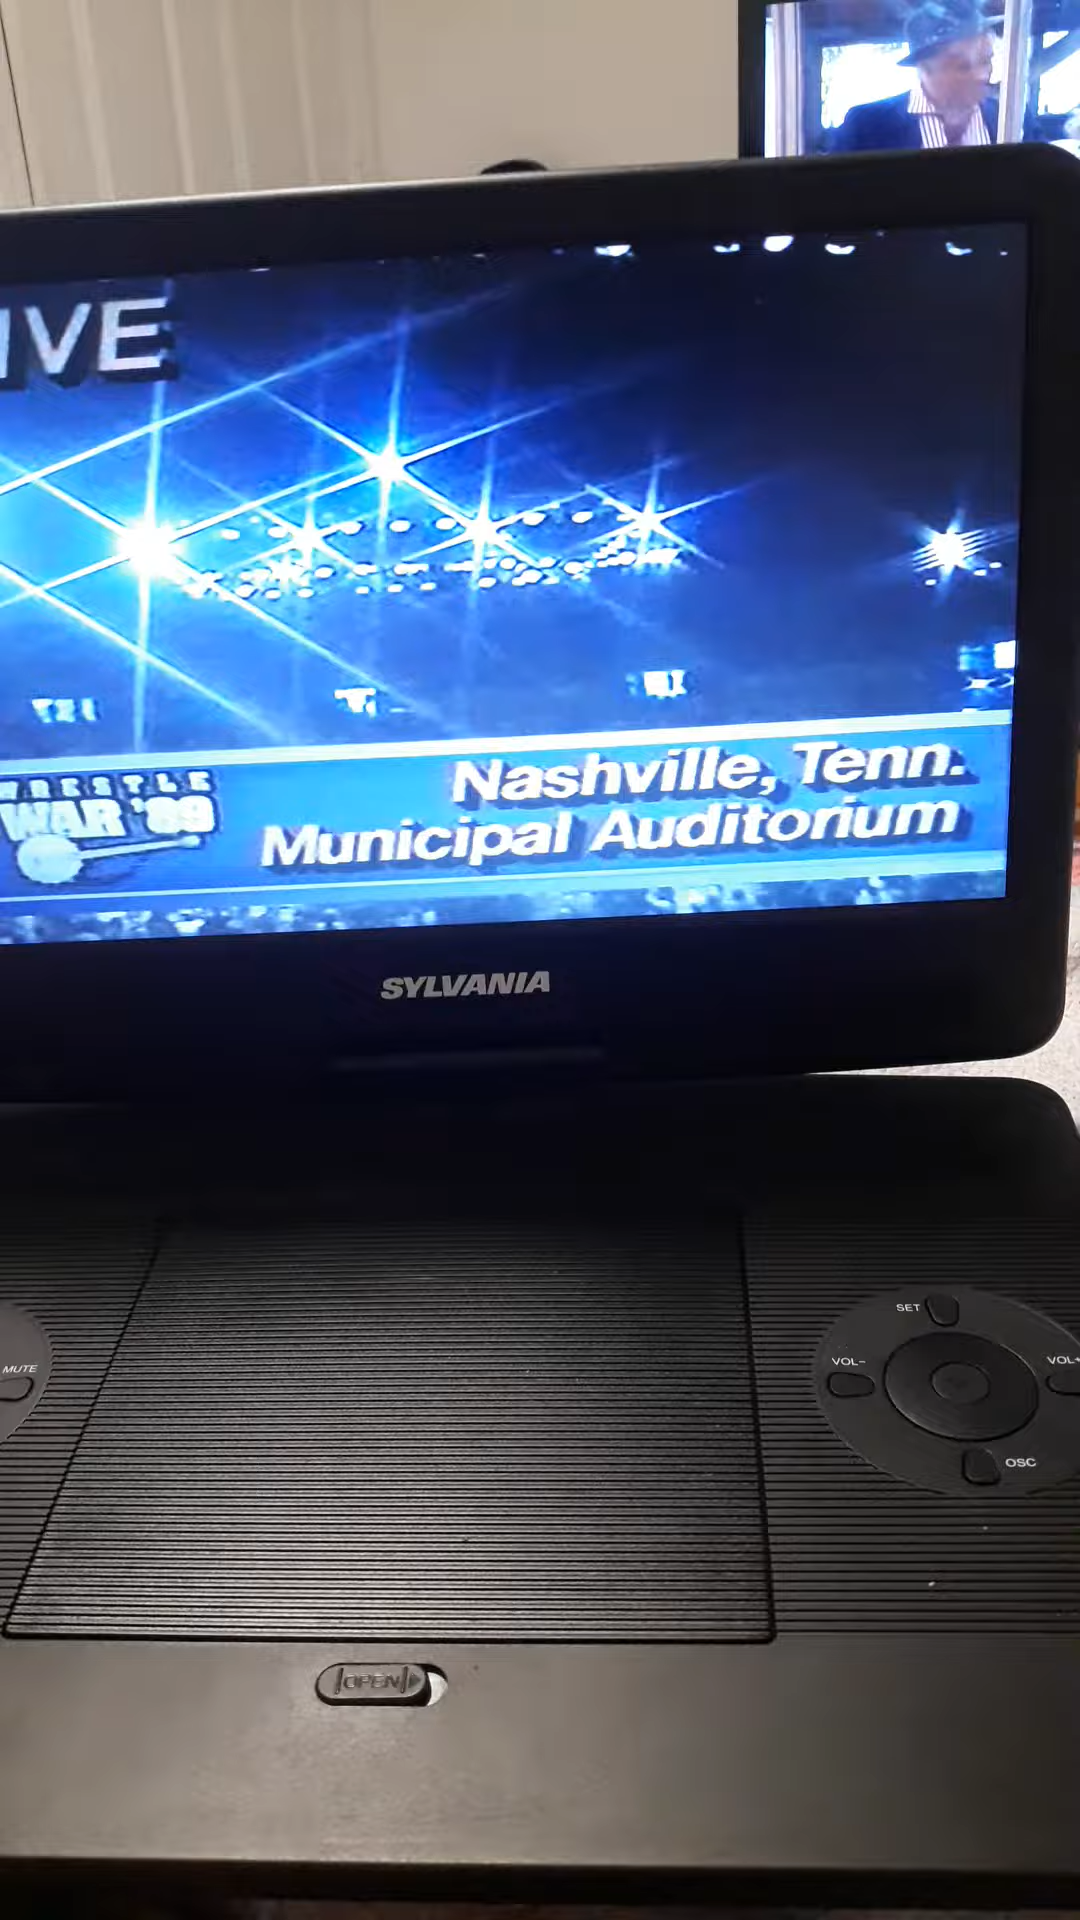 IVE
WRESTLE
WAR '89
Nashville, Tenn.
Municipal Auditorium
SYLVANIA
MUTE
SET
VOL-
VOL+
OSC
OPEN